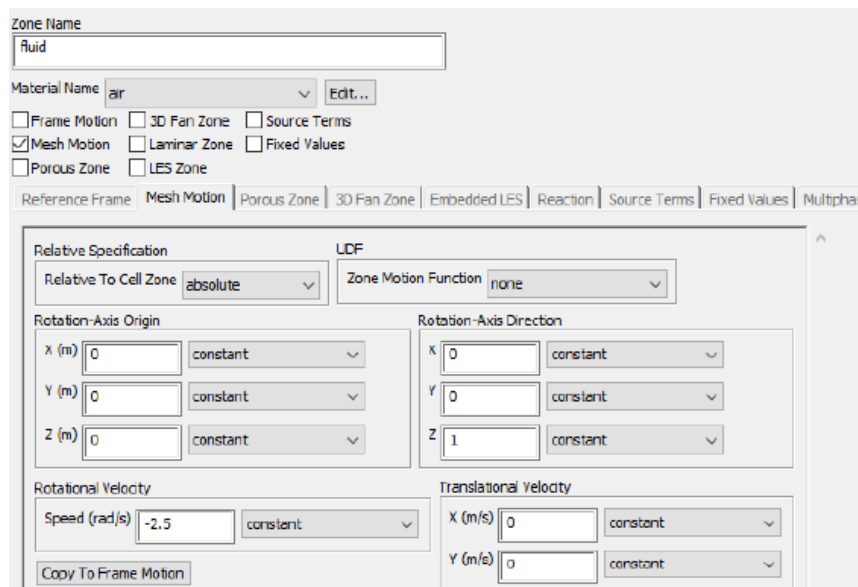 Zone Name
fluid
Material Name air Edit...
Frame Motion 3D Fan Zone Source Terms
Mesh Motion Laminar Zone Fixed Values
Porous Zone LES Zone
Reference Frame Mesh Motion Porous Zone 3D Fan Zone Embedded LES Reaction Source Terms Fixed Values Multipha
Relative Specification UDF
Relative To Cell Zone absolute Zone Motion Function none
Rotation-Axis Origin Rotation-Axis Direction
X (m) 0 constant X 0 constant
Y (m) 0 constant Y 0 constant
Z (m) 0 constant Z 1 constant
Rotational Velocity Translational Velocity
Speed (rad/s) -2.5 constant X (m/s) 0 constant
Copy To Frame Motion Y (m/s) 0 constant